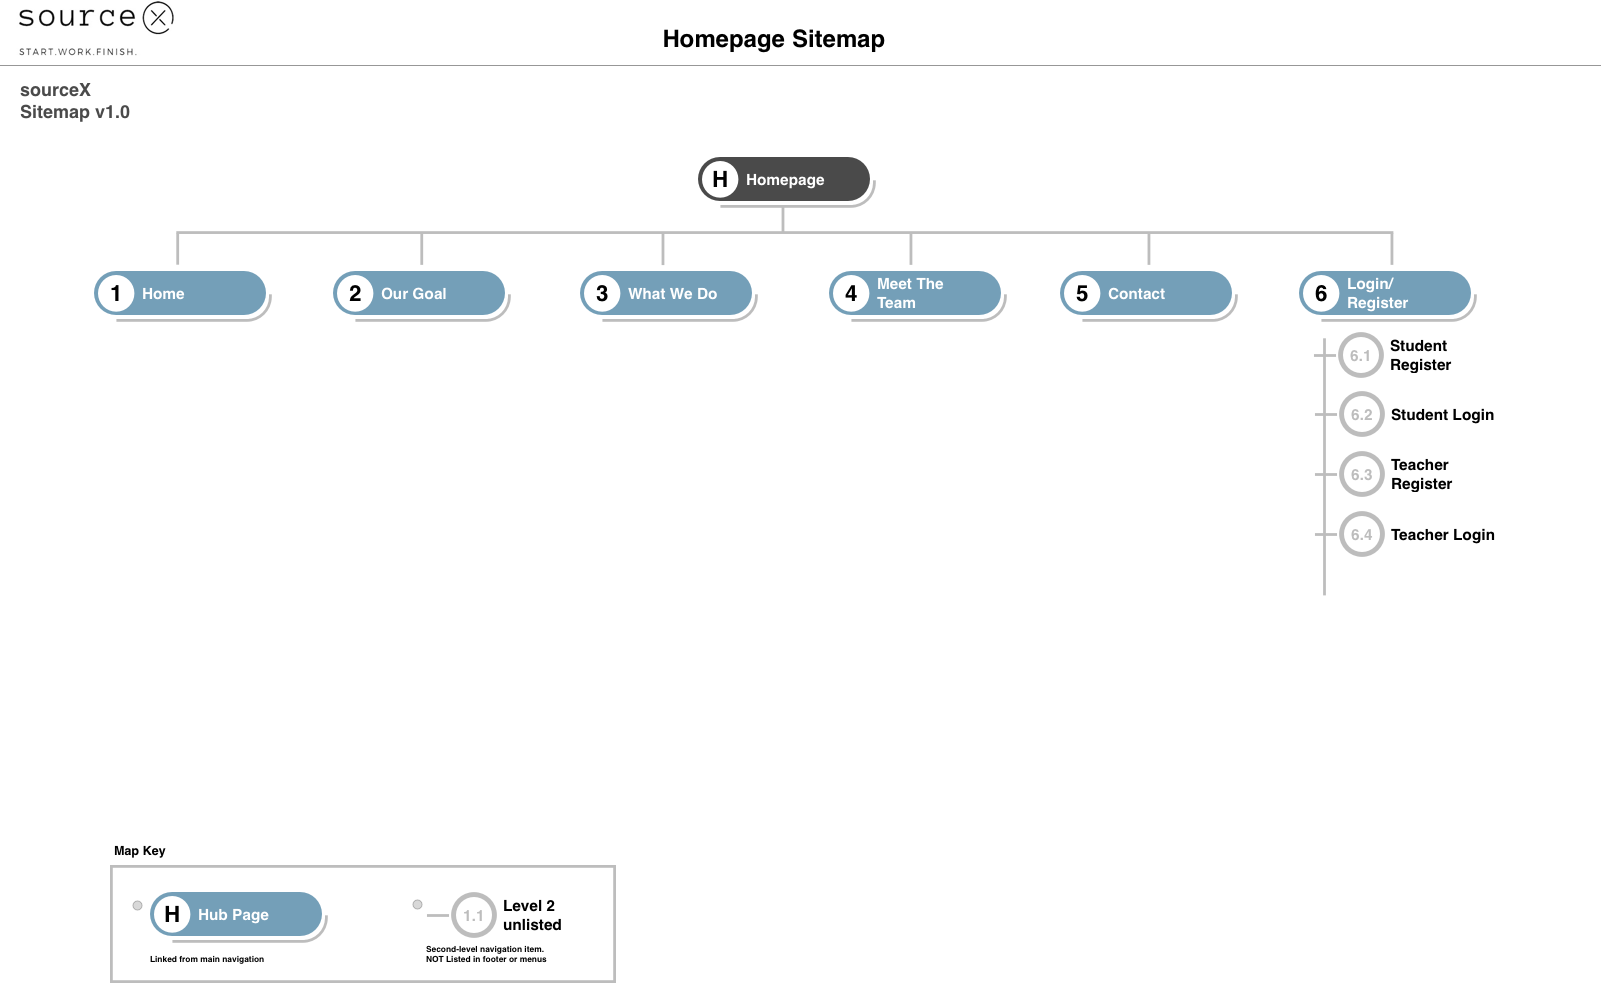 source X
START.WORK.FINISH.
Homepage Sitemap
sourceX
Sitemap v1.0
H Homepage
1 Home
2 Our Goal
3 What We Do
4 Meet The
Team
5 Contact
6 Login/
Register
6.1 Student
Register
6.2 Student Login
6.3 Teacher
Register
6.4 Teacher Login
Map Key
H Hub Page
Linked from main navigation
1.1 Level 2
unlisted
Second-level navigation item.
NOT Listed in footer or menus